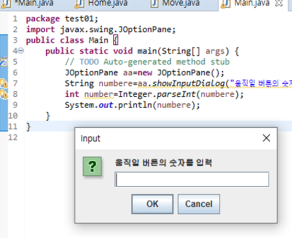 *Main.java
Home.java
Move.java
Main.java
1 package test01;
2 import javax.swing.JOptionPane;
3 public class Main {
4 public static void main(String[] args) {
5 // TODO Auto-generated method stub
6 JOptionPane aa=new JOptionPane();
7 String numbere=aa.showInputDialog("움직일 버튼의 숫자
8 int number=Integer.parseInt(numbere);
9 System.out.println(numbere);
10 }
11 }
Input
움직일 버튼의 숫자를 입력
OK
Cancel